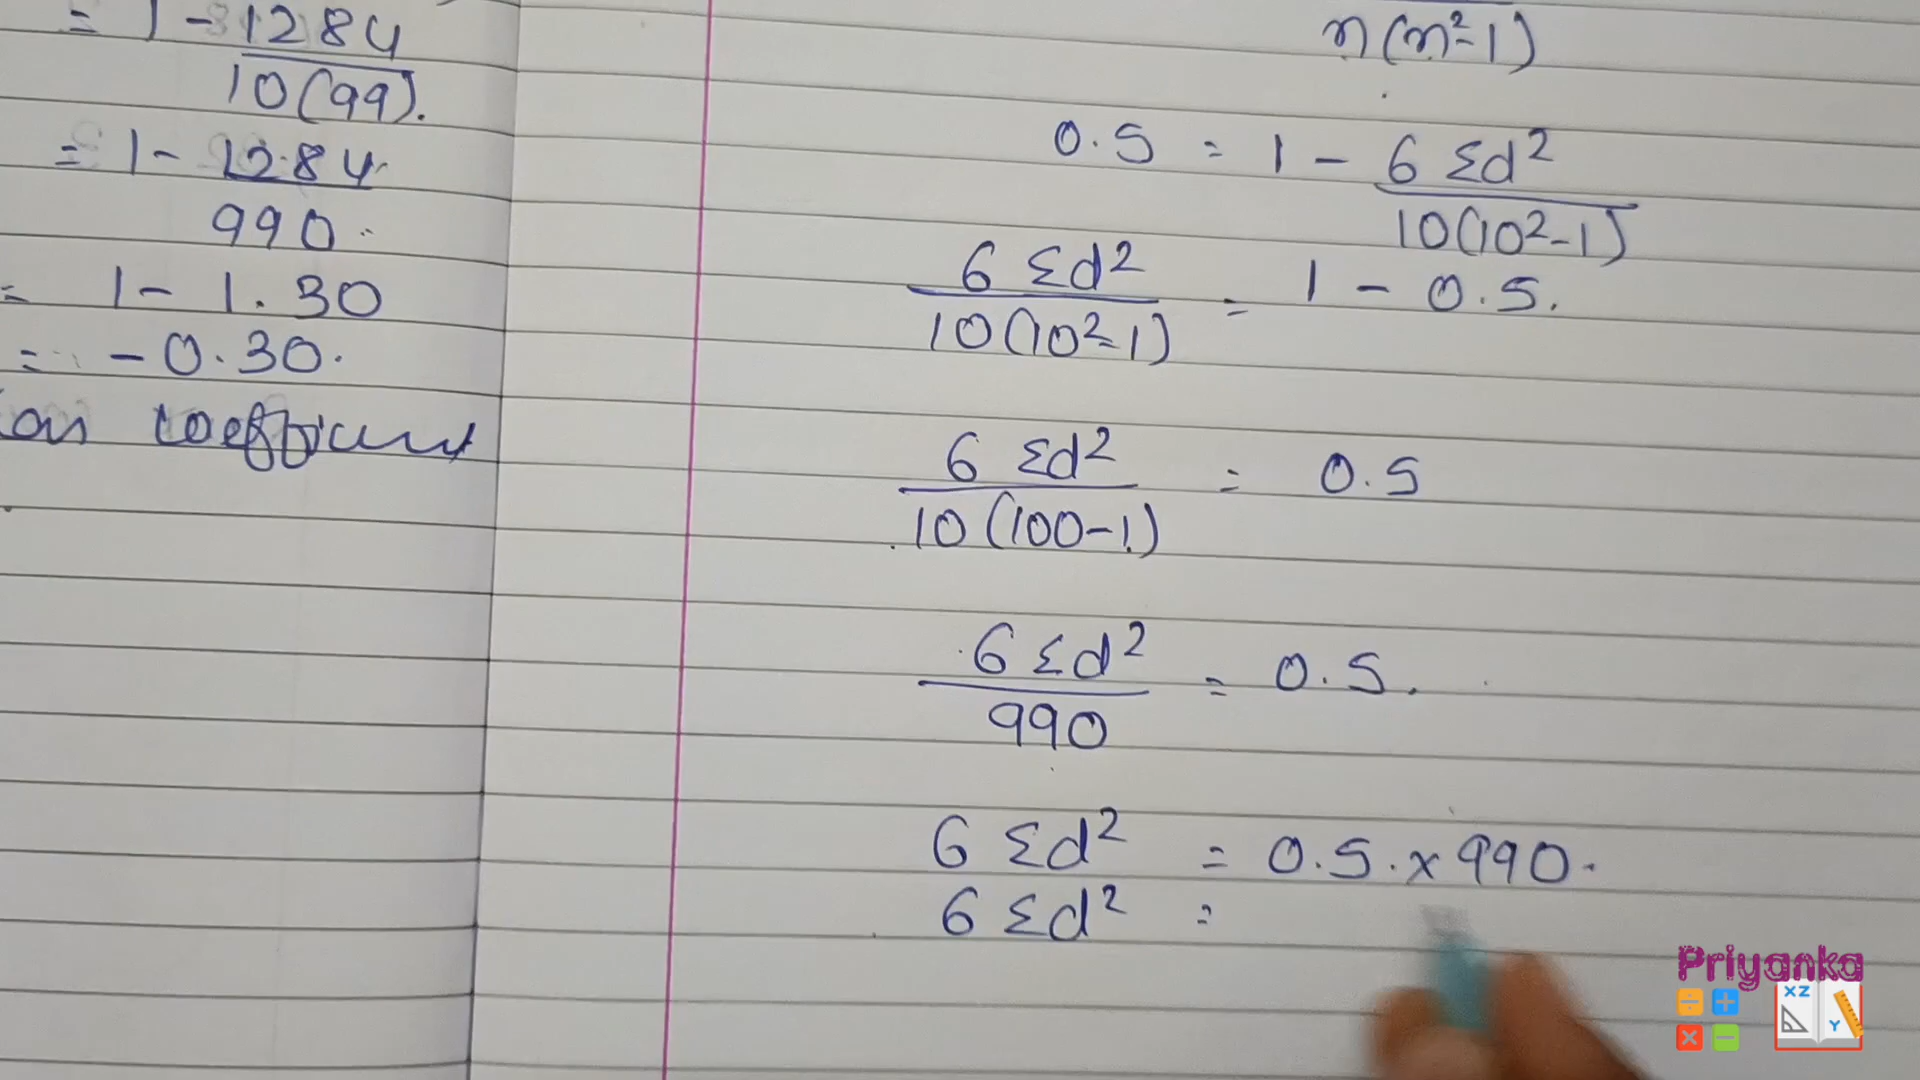 = 1 - 1284
10(99).
= 1 - 1284
990.
= 1 - 1.30
= -0.30.
on coefficient
n(n²-1)
0.5 = 1 - 6 Σd²
10(10²-1)
6 Σd² = 1 - 0.5.
10(10²-1)
6 Σd² = 0.5
10(100-1)
6 Σd² = 0.5.
990
6 Σd² = 0.5 × 990.
6 Σd² =
Priyanka
XZ
Y